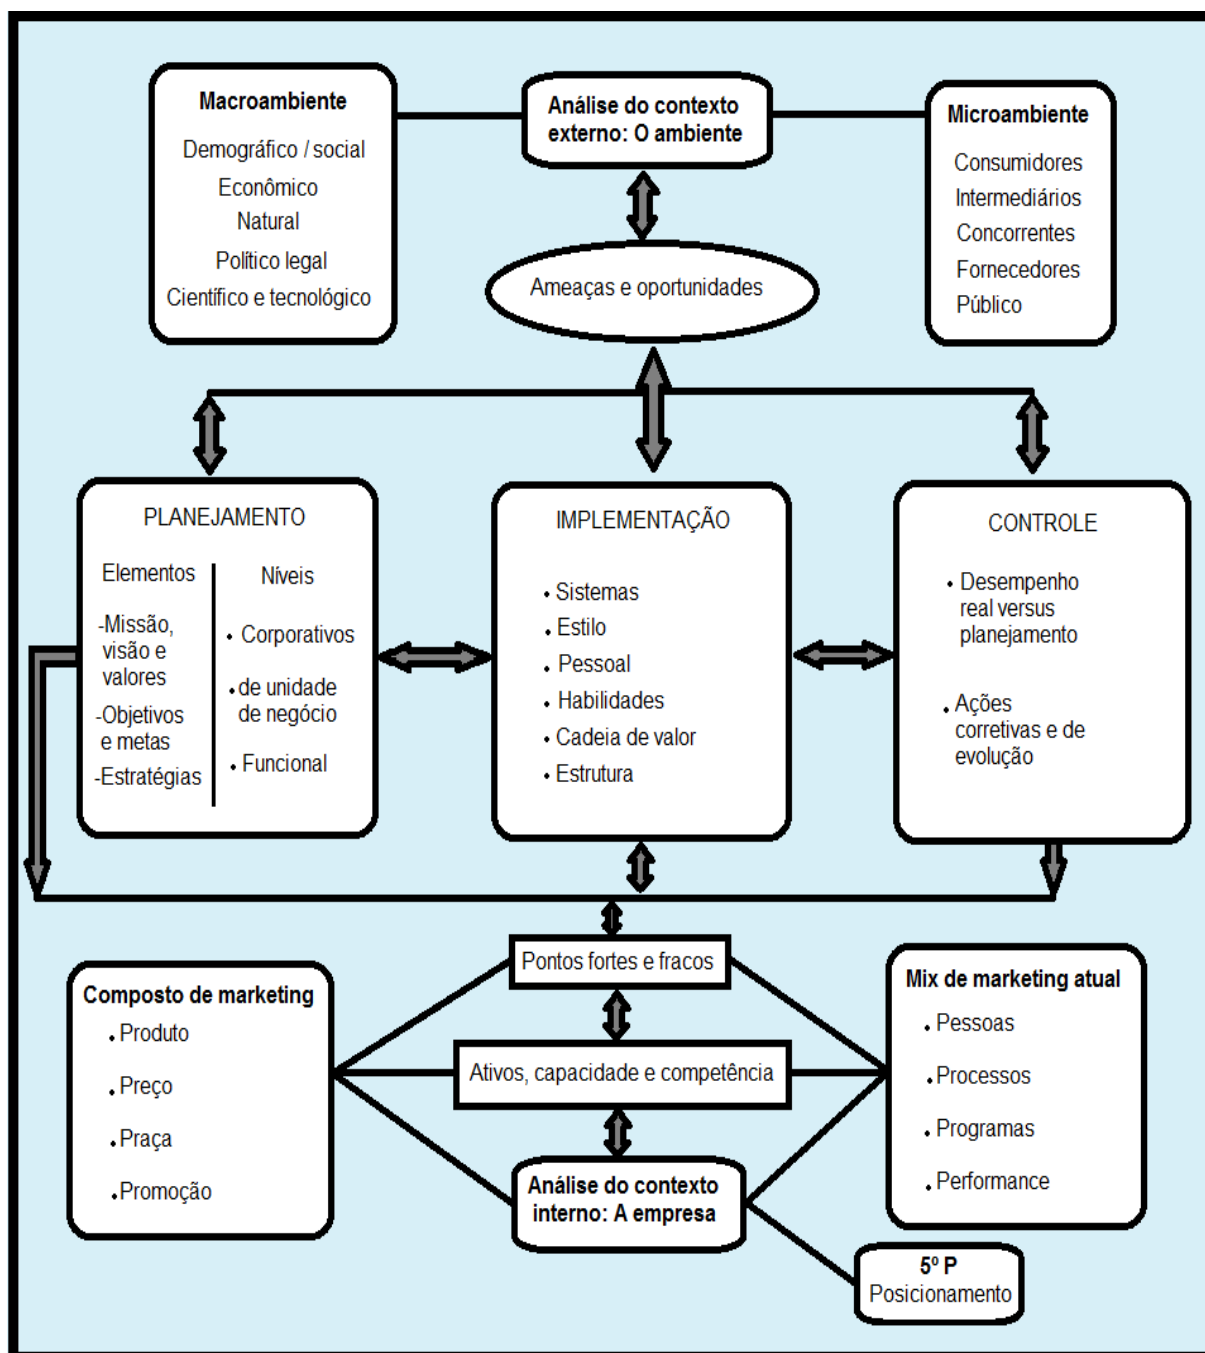 Macroambiente
Demográfico / social
Econômico
Natural
Político legal
Científico e tecnológico
Análise do contexto
externo: O ambiente
Microambiente
Consumidores
Intermediários
Concorrentes
Fornecedores
Público
Ameaças e oportunidades
PLANEJAMENTO
Elementos
-Missão,
visão e
valores
-Objetivos
e metas
-Estratégias
Níveis
• Corporativos
• de unidade
de negócio
• Funcional
IMPLEMENTAÇÃO
• Sistemas
• Estilo
• Pessoal
• Habilidades
• Cadeia de valor
• Estrutura
CONTROLE
• Desempenho
real versus
planejamento
• Ações
corretivas e de
evolução
Pontos fortes e fracos
Composto de marketing
• Produto
• Preço
• Praça
• Promoção
Ativos, capacidade e competência
Análise do contexto
interno: A empresa
Mix de marketing atual
• Pessoas
• Processos
• Programas
• Performance
5º P
Posicionamento